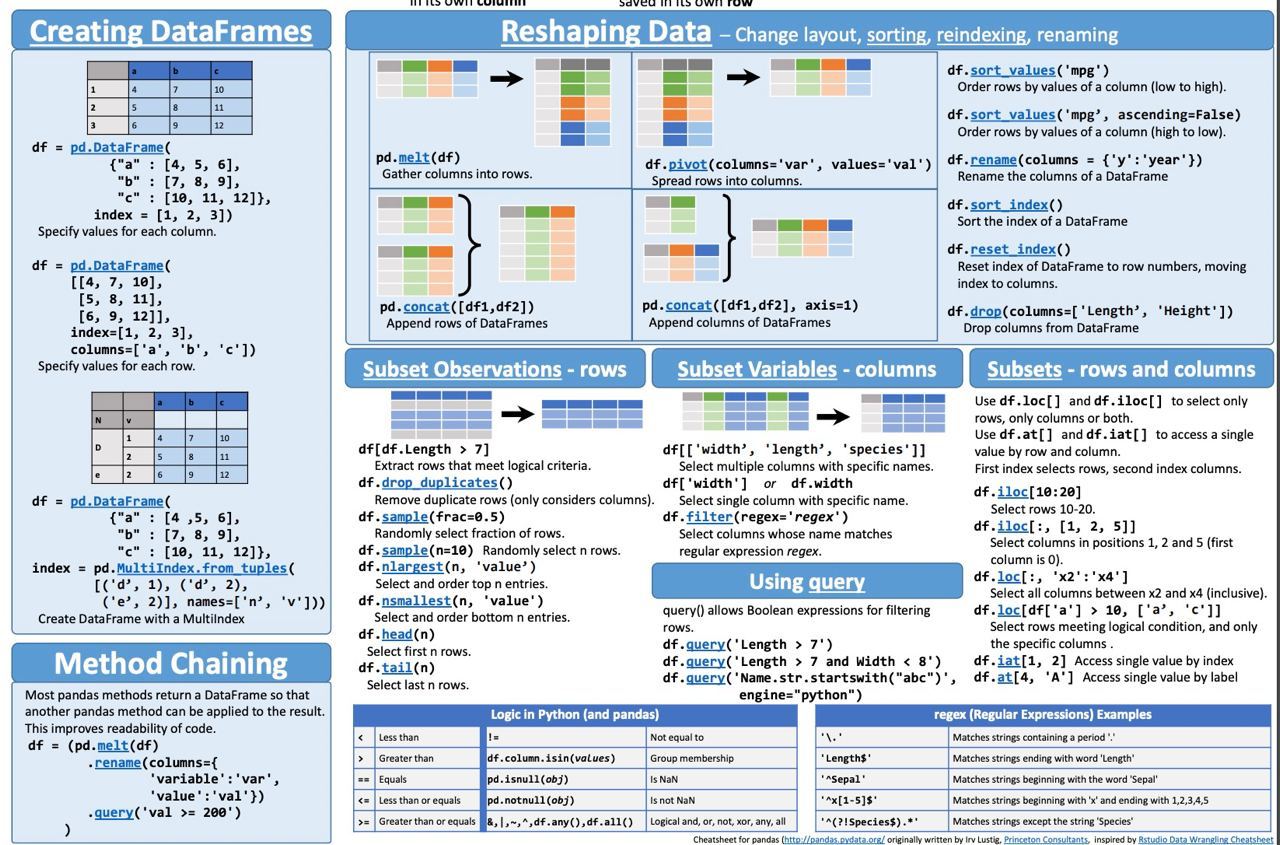 in its own column
saved in its own row
Creating DataFrames
a b c
1 4 7 10
2 5 8 11
3 6 9 12
df = pd.DataFrame(
{"a" : [4, 5, 6],
"b" : [7, 8, 9],
"c" : [10, 11, 12]},
index = [1, 2, 3])
Specify values for each column.
df = pd.DataFrame(
[[4, 7, 10],
[5, 8, 11],
[6, 9, 12]],
index=[1, 2, 3],
columns=['a', 'b', 'c'])
Specify values for each row.
a b c
N v
D 1 4 7 10
2 5 8 11
e 2 6 9 12
df = pd.DataFrame(
{"a" : [4 ,5, 6],
"b" : [7, 8, 9],
"c" : [10, 11, 12]},
index = pd.MultiIndex.from_tuples(
[('d’, 1), ('d’, 2),
('e’, 2)], names=['n’, 'v’]))
Create DataFrame with a MultiIndex
Method Chaining
Most pandas methods return a DataFrame so that
another pandas method can be applied to the result.
This improves readability of code.
df = (pd.melt(df)
.rename(columns={
'variable':'var',
'value':'val'})
.query('val >= 200')
)
Reshaping Data – Change layout, sorting, reindexing, renaming
pd.melt(df)
Gather columns into rows.
df.pivot(columns='var', values='val')
Spread rows into columns.
pd.concat([df1,df2])
Append rows of DataFrames
pd.concat([df1,df2], axis=1)
Append columns of DataFrames
df.sort_values('mpg')
Order rows by values of a column (low to high).
df.sort_values('mpg’, ascending=False)
Order rows by values of a column (high to low).
df.rename(columns = {'y':'year'})
Rename the columns of a DataFrame
df.sort_index()
Sort the index of a DataFrame
df.reset_index()
Reset index of DataFrame to row numbers, moving
index to columns.
df.drop(columns=['Length’, 'Height'])
Drop columns from DataFrame
Subset Observations - rows
df[df.Length > 7]
Extract rows that meet logical criteria.
df.drop_duplicates()
Remove duplicate rows (only considers columns).
df.sample(frac=0.5)
Randomly select fraction of rows.
df.sample(n=10) Randomly select n rows.
df.nlargest(n, 'value’)
Select and order top n entries.
df.nsmallest(n, 'value')
Select and order bottom n entries.
df.head(n)
Select first n rows.
df.tail(n)
Select last n rows.
Subset Variables - columns
df[['width’, 'length’, 'species']]
Select multiple columns with specific names.
df['width'] or df.width
Select single column with specific name.
df.filter(regex='regex')
Select columns whose name matches
regular expression regex.
Using query
query() allows Boolean expressions for filtering
rows.
df.query('Length > 7')
df.query('Length > 7 and Width < 8')
df.query('Name.str.startswith("abc")',
engine="python")
Subsets - rows and columns
Use df.loc[] and df.iloc[] to select only
rows, only columns or both.
Use df.at[] and df.iat[] to access a single
value by row and column.
First index selects rows, second index columns.
df.iloc[10:20]
Select rows 10-20.
df.iloc[:, [1, 2, 5]]
Select columns in positions 1, 2 and 5 (first
column is 0).
df.loc[:, 'x2':'x4']
Select all columns between x2 and x4 (inclusive).
df.loc[df['a'] > 10, ['a’, 'c']]
Select rows meeting logical condition, and only
the specific columns .
df.iat[1, 2] Access single value by index
df.at[4, 'A'] Access single value by label
Logic in Python (and pandas)
< Less than != Not equal to
> Greater than df.column.isin(values) Group membership
== Equals pd.isnull(obj) Is NaN
<= Less than or equals pd.notnull(obj) Is not NaN
>= Greater than or equals &,|,~,^,df.any(),df.all() Logical and, or, not, xor, any, all
regex (Regular Expressions) Examples
'\.' Matches strings containing a period '.'
'Length$' Matches strings ending with word 'Length'
'^Sepal' Matches strings beginning with the word 'Sepal'
'^x[1-5]$' Matches strings beginning with 'x' and ending with 1,2,3,4,5
'^(?!Species$).*' Matches strings except the string 'Species'
Cheatsheet for pandas (http://pandas.pydata.org/ originally written by Irv Lustig, Princeton Consultants, inspired by Rstudio Data Wrangling Cheatsheet